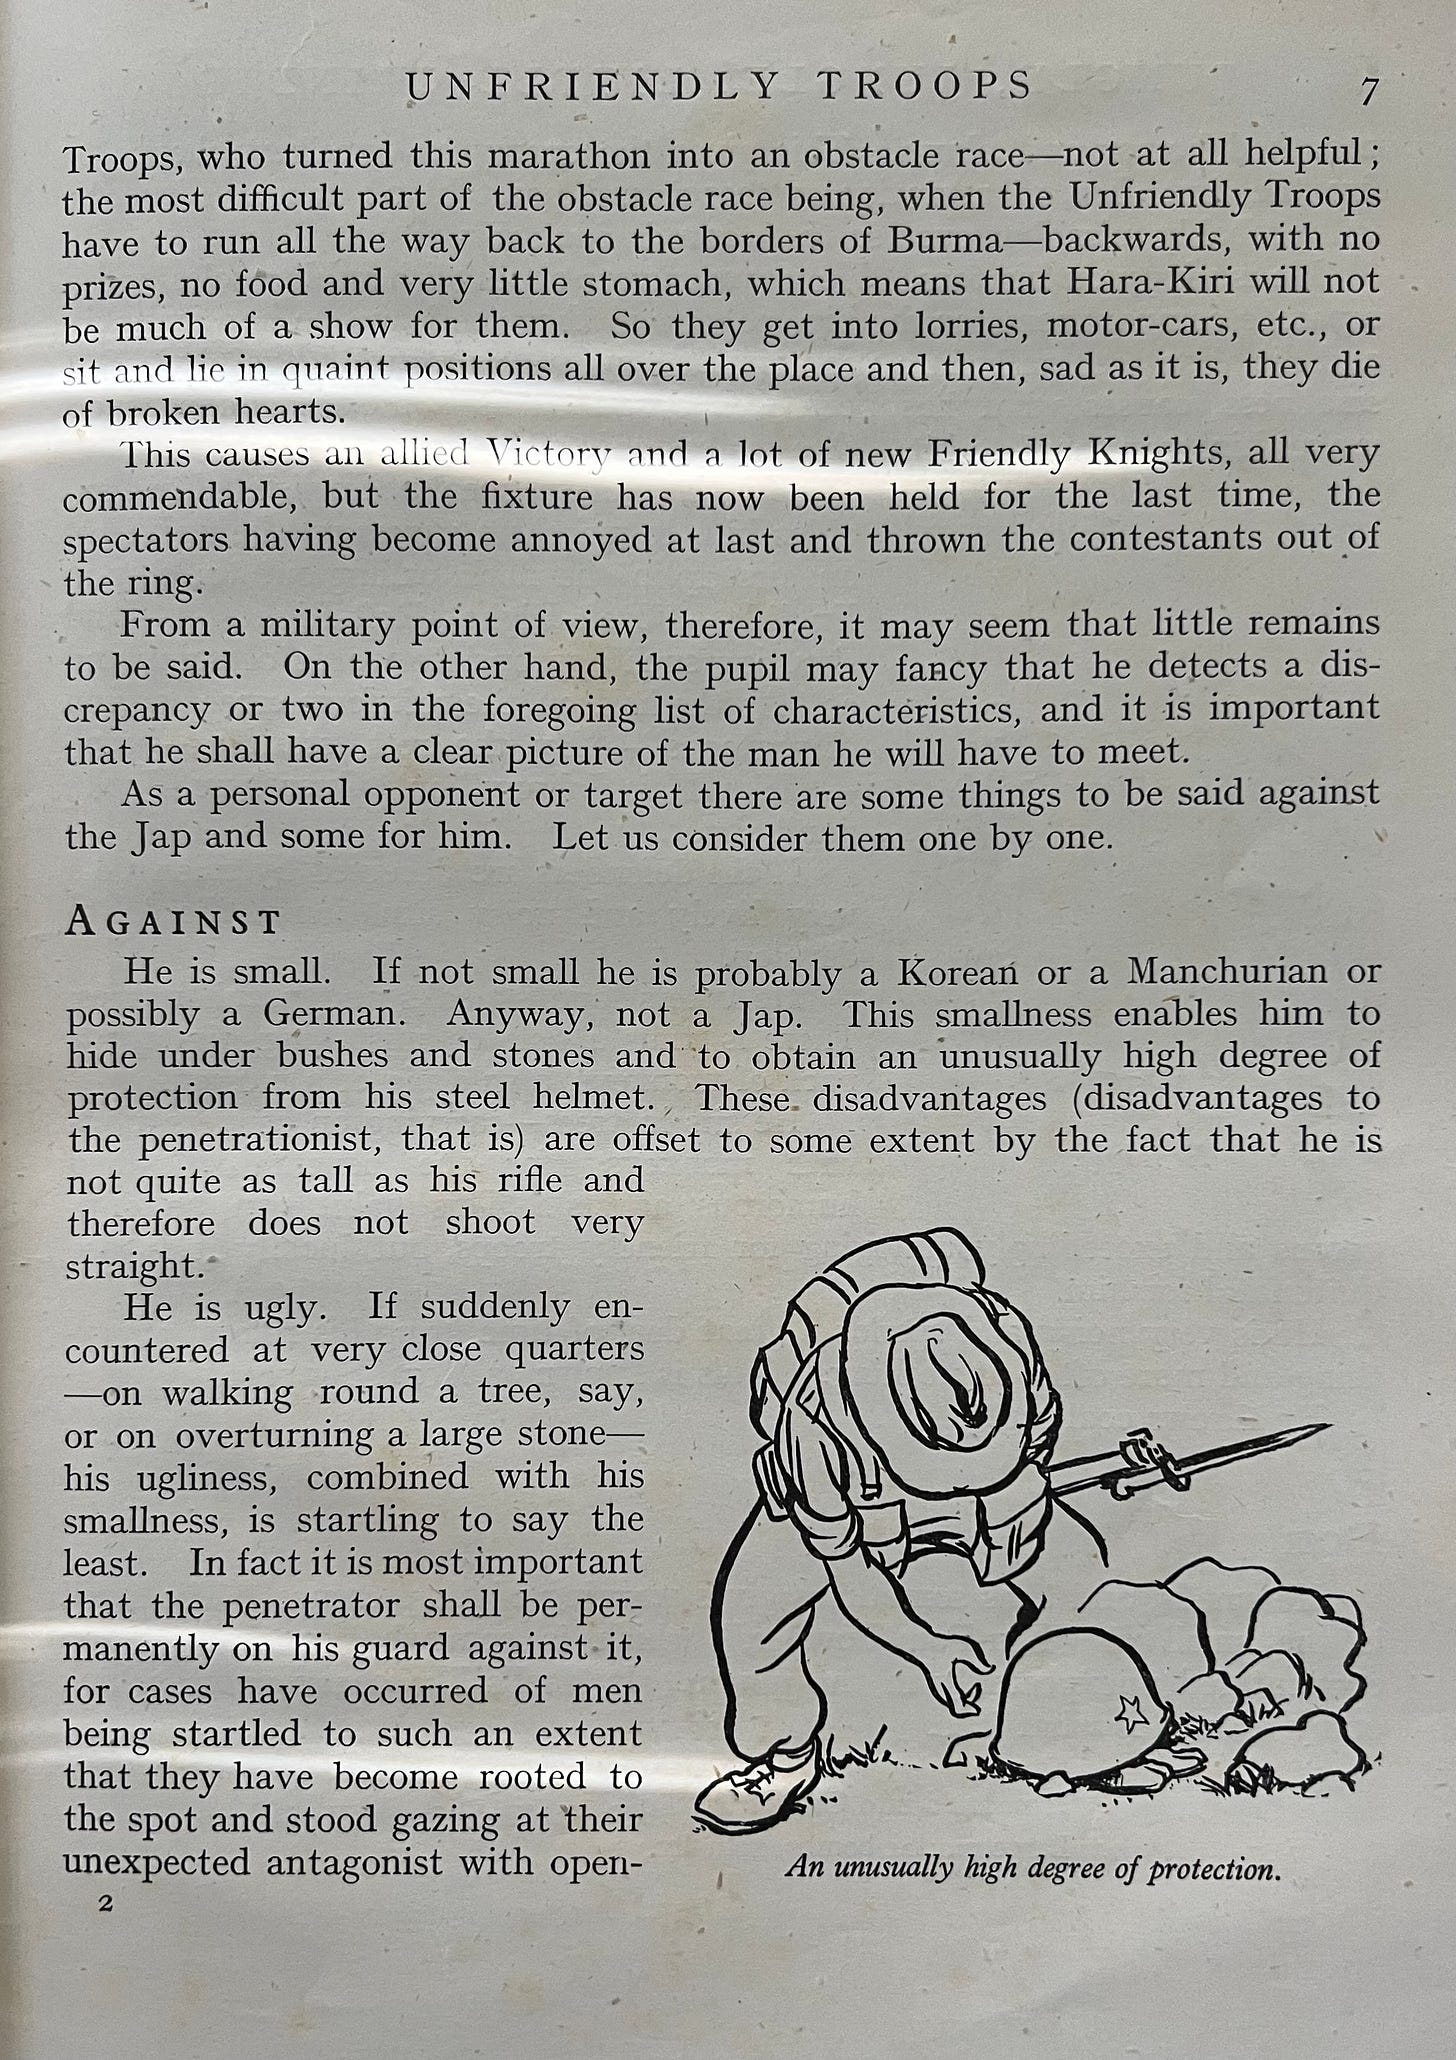 UNFRIENDLY TROOPS 7
Troops, who turned this marathon into an obstacle race—not at all helpful;
the most difficult part of the obstacle race being, when the Unfriendly Troops
have to run all the way back to the borders of Burma—backwards, with no
prizes, no food and very little stomach, which means that Hara-Kiri will not
be much of a show for them. So they get into lorries, motor-cars, etc., or
sit and lie in quaint positions all over the place and then, sad as it is, they die
of broken hearts.
This causes an allied Victory and a lot of new Friendly Knights, all very
commendable, but the fixture has now been held for the last time, the
spectators having become annoyed at last and thrown the contestants out of
the ring.
From a military point of view, therefore, it may seem that little remains
to be said. On the other hand, the pupil may fancy that he detects a dis-
crepancy or two in the foregoing list of characteristics, and it is important
that he shall have a clear picture of the man he will have to meet.
As a personal opponent or target there are some things to be said against
the Jap and some for him. Let us consider them one by one.
AGAINST
He is small. If not small he is probably a Korean or a Manchurian or
possibly a German. Anyway, not a Jap. This smallness enables him to
hide under bushes and stones and to obtain an unusually high degree of
protection from his steel helmet. These disadvantages (disadvantages to
the penetrationist, that is) are offset to some extent by the fact that he is
not quite as tall as his rifle and
therefore does not shoot very
straight.
He is ugly. If suddenly en-
countered at very close quarters
—on walking round a tree, say,
or on overturning a large stone—
his ugliness, combined with his
smallness, is startling to say the
least. In fact it is most important
that the penetrator shall be per-
manently on his guard against it,
for cases have occurred of men
being startled to such an extent
that they have become rooted to
the spot and stood gazing at their
unexpected antagonist with open-
An unusually high degree of protection.
2